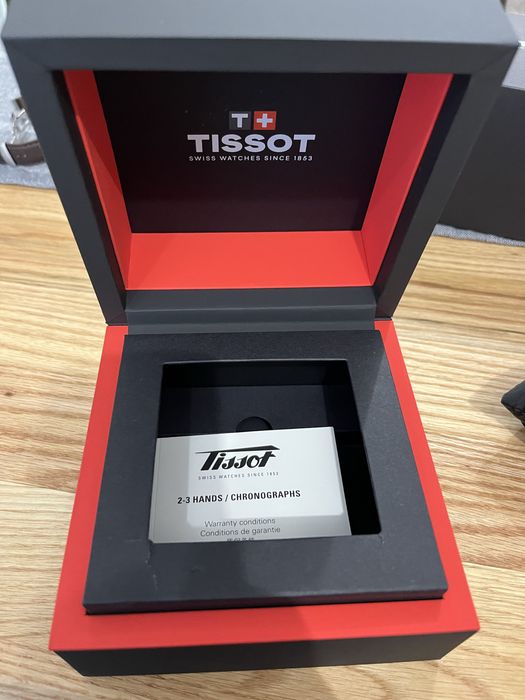 T+
TISSOT
SWISS WATCHES SINCE 1853
Tissot
SWISS WATCHES SINCE 1853
2-3 HANDS / CHRONOGRAPHS
Warranty conditions
Conditions de garantie